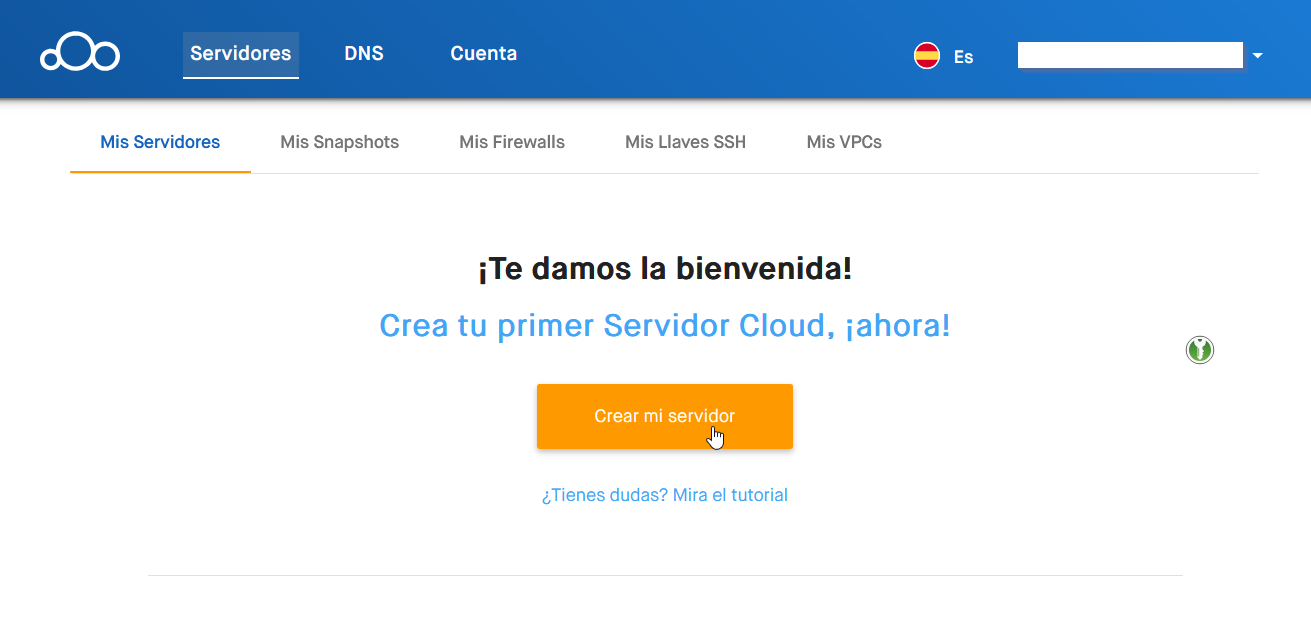 Servidores DNS Cuenta Es
Mis Servidores Mis Snapshots Mis Firewalls Mis Llaves SSH Mis VPCs
¡Te damos la bienvenida!
Crea tu primer Servidor Cloud, ¡ahora!
Crear mi servidor
¿Tienes dudas? Mira el tutorial